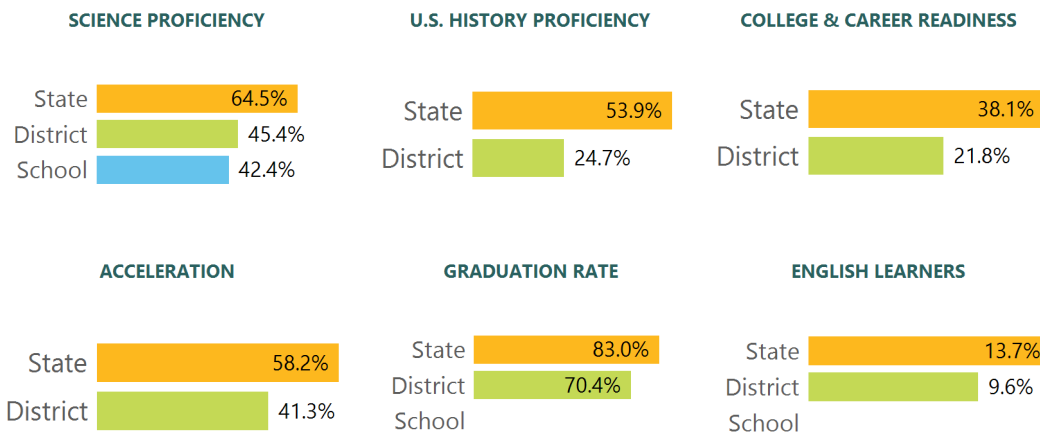 SCIENCE PROFICIENCY
State 64.5%
District 45.4%
School 42.4%
U.S. HISTORY PROFICIENCY
State 53.9%
District 24.7%
COLLEGE & CAREER READINESS
State 38.1%
District 21.8%
ACCELERATION
State 58.2%
District 41.3%
GRADUATION RATE
State 83.0%
District 70.4%
School
ENGLISH LEARNERS
State 13.7%
District 9.6%
School